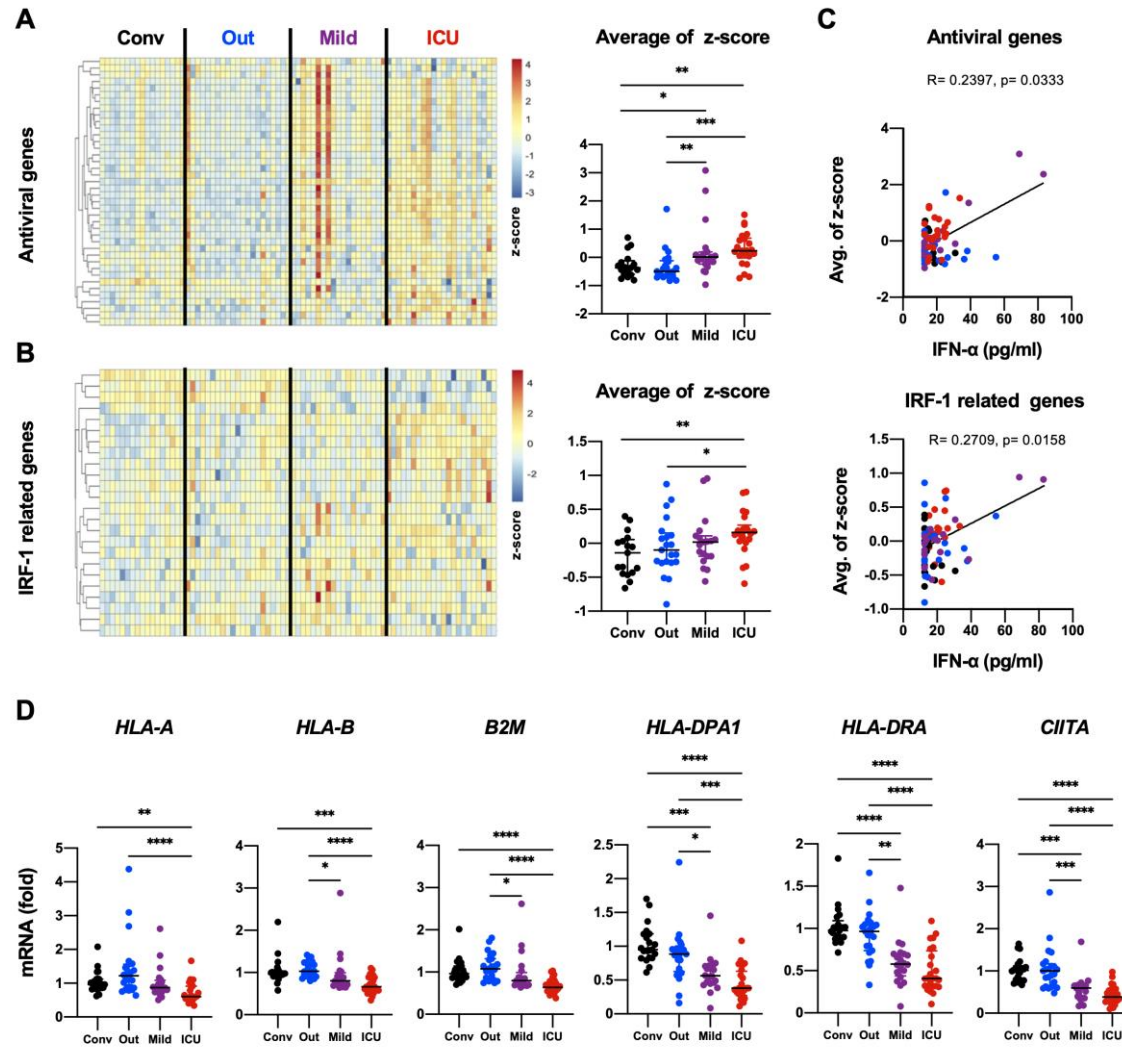 A
Conv Out Mild ICU
Antiviral genes
4
3
2
1
0
-1
-2
-3
z-score
Average of z-score
**
*
***
**
4
3
2
1
0
-1
-2
Conv Out Mild ICU
C
Antiviral genes
R= 0.2397, p= 0.0333
Avg. of z-score
4
2
0
-2
0 20 40 60 80 100
IFN-α (pg/ml)
B
IRF-1 related genes
4
2
0
-2
z-score
Average of z-score
**
*
1.5
1.0
0.5
0.0
-0.5
-1
Conv Out Mild ICU
IRF-1 related genes
R= 0.2709, p= 0.0158
Avg. of z-score
1.5
1.0
0.5
0.0
-0.5
-1.0
0 20 40 60 80 100
IFN-α (pg/ml)
D
mRNA (fold)
HLA-A
**
****
5
4
3
2
1
0
Conv Out Mild ICU
HLA-B
***
****
*
4
3
2
1
0
Conv Out Mild ICU
B2M
****
****
*
4
3
2
1
0
Conv Out Mild ICU
HLA-DPA1
****
***
***
*
2.5
2
1.5
1
0.5
0
Conv Out Mild ICU
HLA-DRA
****
****
****
**
2
1.5
1
0.5
0
Conv Out Mild ICU
CIITA
****
****
***
***
4
3
2
1
0
Conv Out Mild ICU